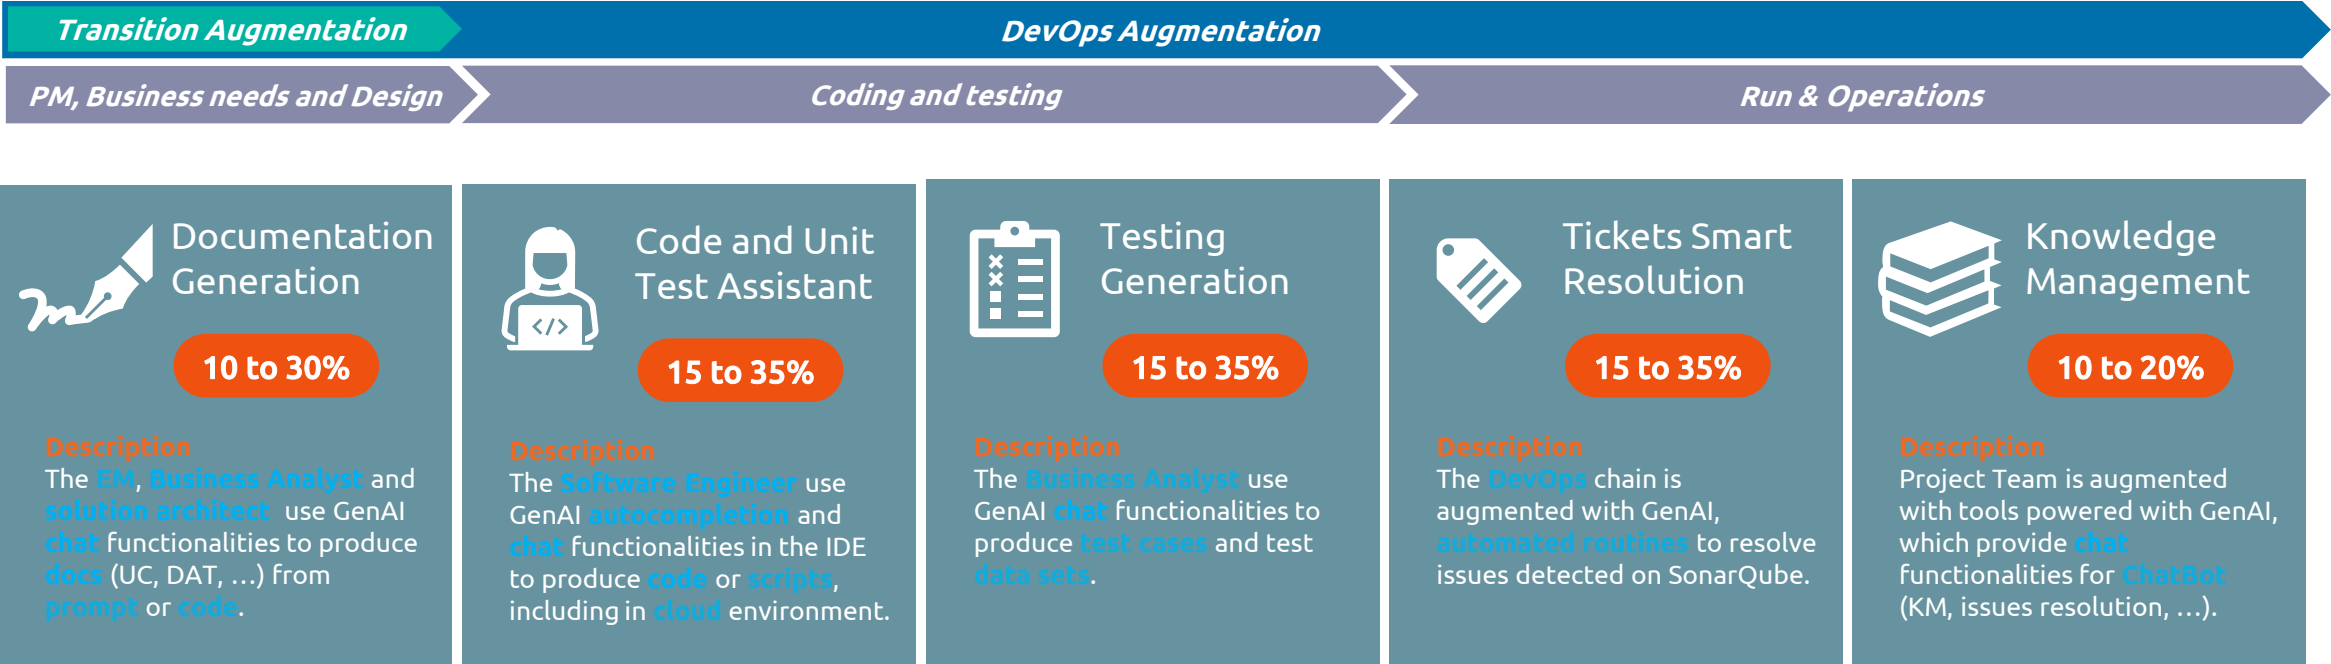 Transition Augmentation
DevOps Augmentation
PM, Business needs and Design
Coding and testing
Run & Operations
Documentation
Generation
10 to 30%
Description
The EM, Business Analyst and
solution architect use GenAI
chat functionalities to produce
docs (UC, DAT, ...) from
prompt or code.
Code and Unit
Test Assistant
</>
15 to 35%
Description
The Software Engineer use
GenAI autocompletion and
chat functionalities in the IDE
to produce code or scripts,
including in cloud environment.
Testing
Generation
15 to 35%
Description
The Business Analyst use
GenAI chat functionalities to
produce test cases and test
data sets.
Tickets Smart
Resolution
15 to 35%
Description
The DevOps chain is
augmented with GenAI,
automated routines to resolve
issues detected on SonarQube.
Knowledge
Management
10 to 20%
Description
Project Team is augmented
with tools powered with GenAI,
which provide chat
functionalities for ChatBot
(KM, issues resolution, ...).